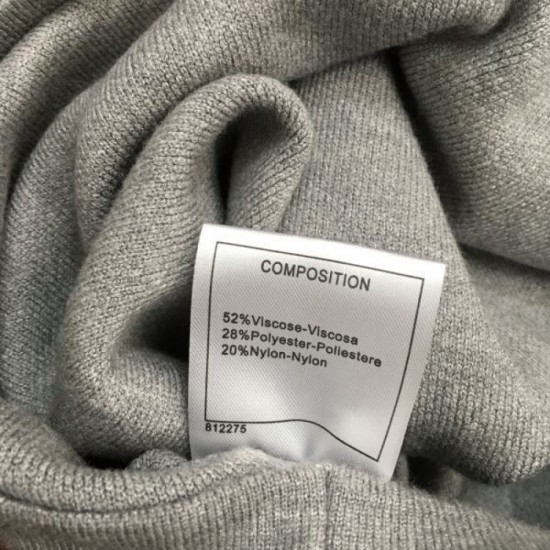 COMPOSITION
52%Viscose-Viscosa
28%Polyester-Poliestere
20%Nylon-Nylon
812275